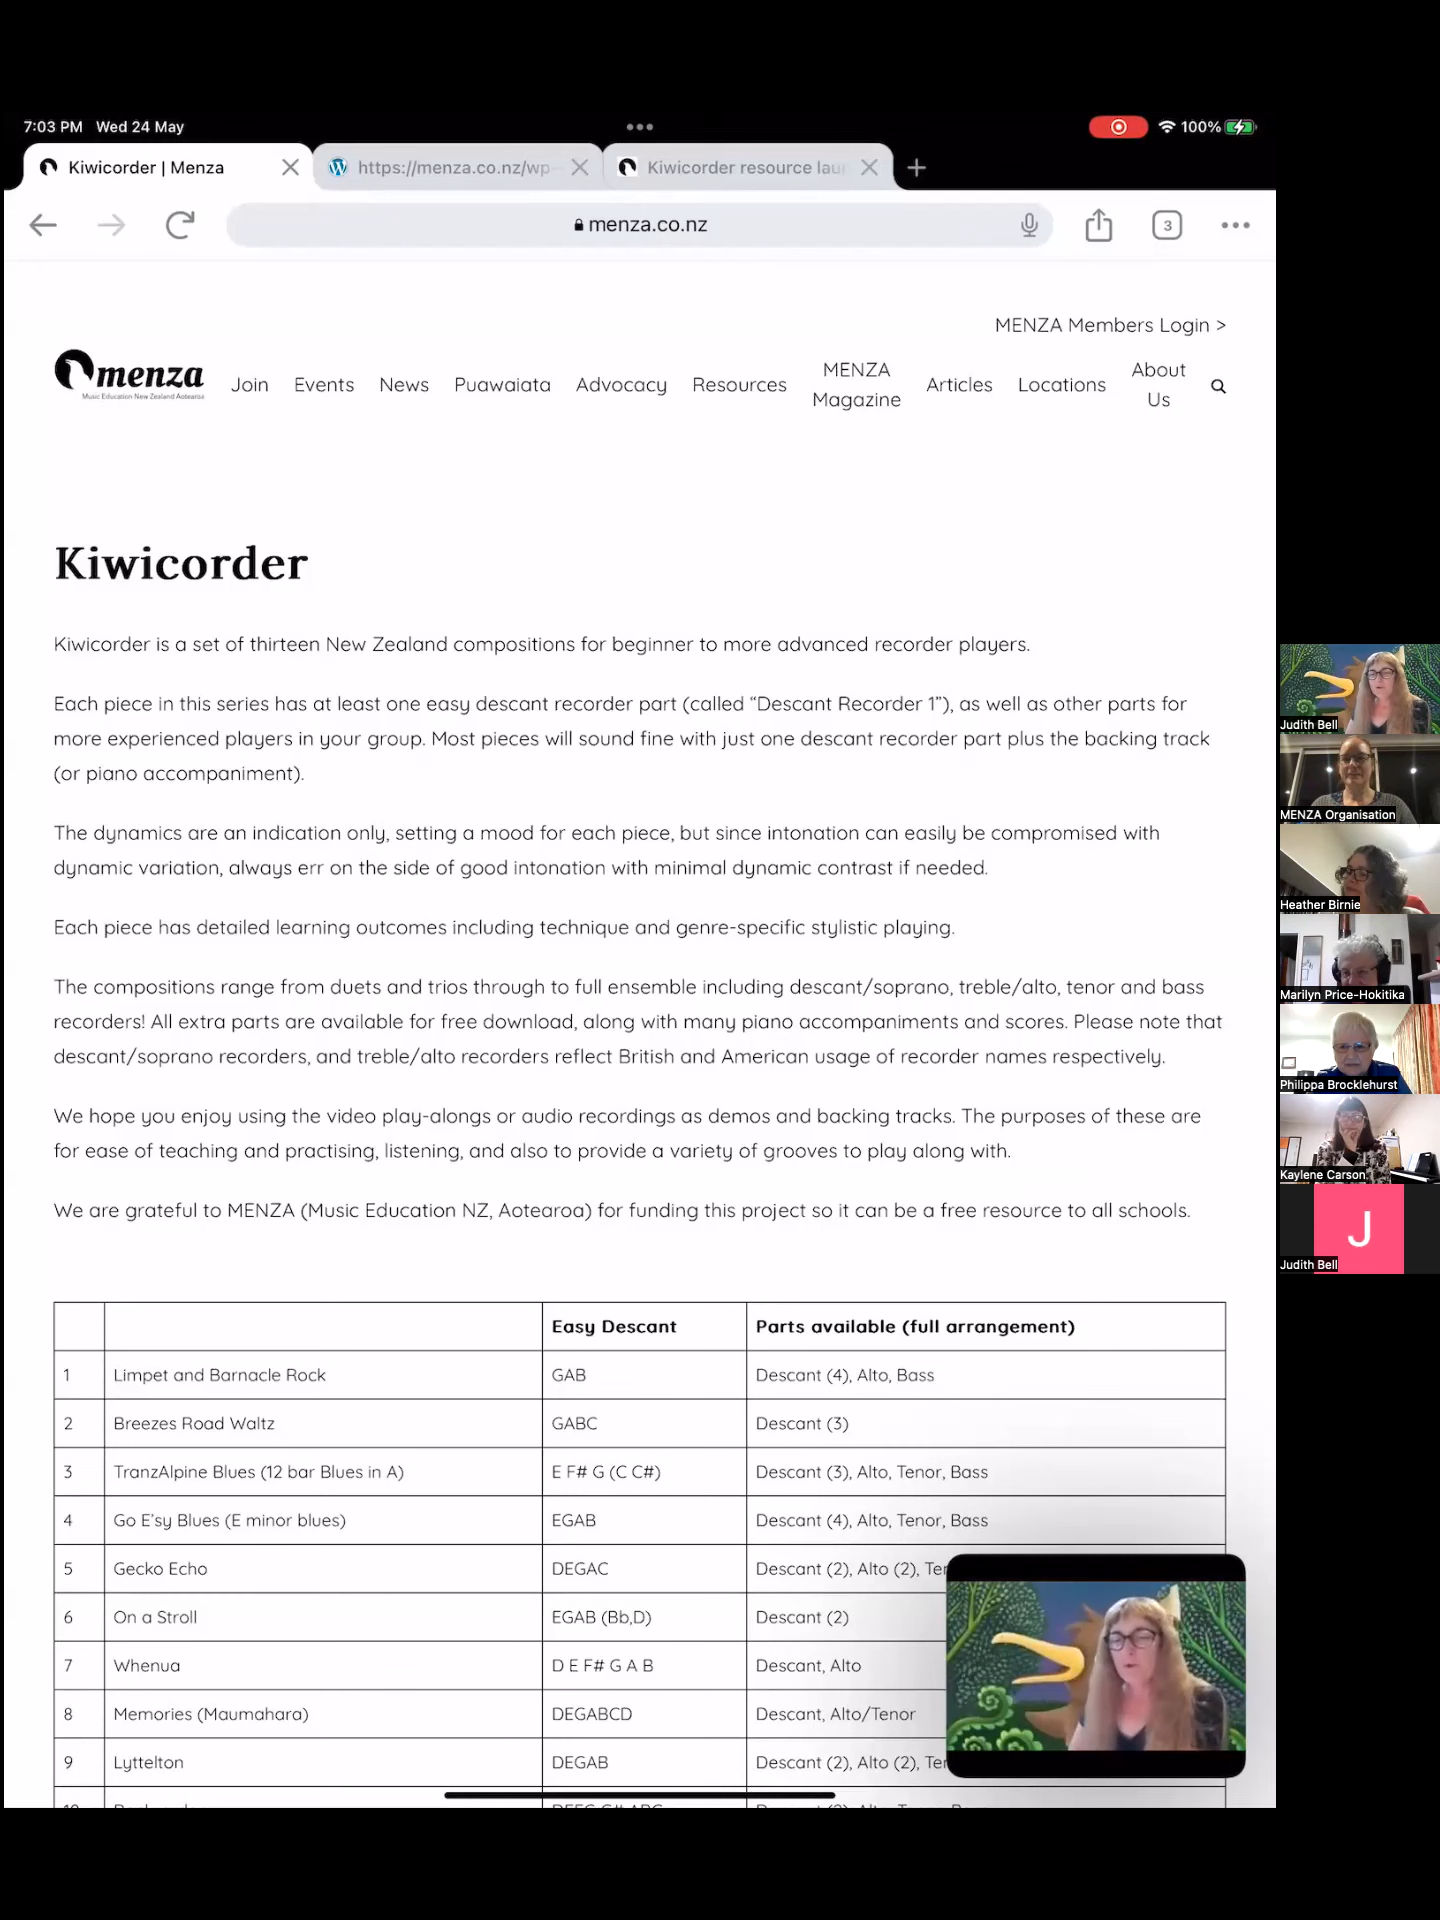 7:03 PM Wed 24 May
100%
Kiwicorder | Menza
https://menza.co.nz/wp-
Kiwicorder resource lau
menza.co.nz
3
MENZA Members Login >
menza
Music Education New Zealand Aotearoa
Join Events News Puawaiata Advocacy Resources MENZA Magazine Articles Locations About Us
Kiwicorder
Kiwicorder is a set of thirteen New Zealand compositions for beginner to more advanced recorder players.
Each piece in this series has at least one easy descant recorder part (called “Descant Recorder 1”), as well as other parts for
more experienced players in your group. Most pieces will sound fine with just one descant recorder part plus the backing track
(or piano accompaniment).
The dynamics are an indication only, setting a mood for each piece, but since intonation can easily be compromised with
dynamic variation, always err on the side of good intonation with minimal dynamic contrast if needed.
Each piece has detailed learning outcomes including technique and genre-specific stylistic playing.
The compositions range from duets and trios through to full ensemble including descant/soprano, treble/alto, tenor and bass
recorders! All extra parts are available for free download, along with many piano accompaniments and scores. Please note that
descant/soprano recorders, and treble/alto recorders reflect British and American usage of recorder names respectively.
We hope you enjoy using the video play-alongs or audio recordings as demos and backing tracks. The purposes of these are
for ease of teaching and practising, listening, and also to provide a variety of grooves to play along with.
We are grateful to MENZA (Music Education NZ, Aotearoa) for funding this project so it can be a free resource to all schools.
Easy Descant Parts available (full arrangement)
1 Limpet and Barnacle Rock GAB Descant (4), Alto, Bass
2 Breezes Road Waltz GABC Descant (3)
3 TranzAlpine Blues (12 bar Blues in A) E F# G (C C#) Descant (3), Alto, Tenor, Bass
4 Go E'sy Blues (E minor blues) EGAB Descant (4), Alto, Tenor, Bass
5 Gecko Echo DEGAC Descant (2), Alto (2), Ter
6 On a Stroll EGAB (Bb,D) Descant (2)
7 Whenua D E F# G A B Descant, Alto
8 Memories (Maumahara) DEGABCD Descant, Alto/Tenor
9 Lyttelton DEGAB Descant (2), Alto (2), Ter
Judith Bell
MENZA Organisation
Heather Birnie
Marilyn Price-Hokitika
Philippa Brocklehurst
Kaylene Carson
J
Judith Bell